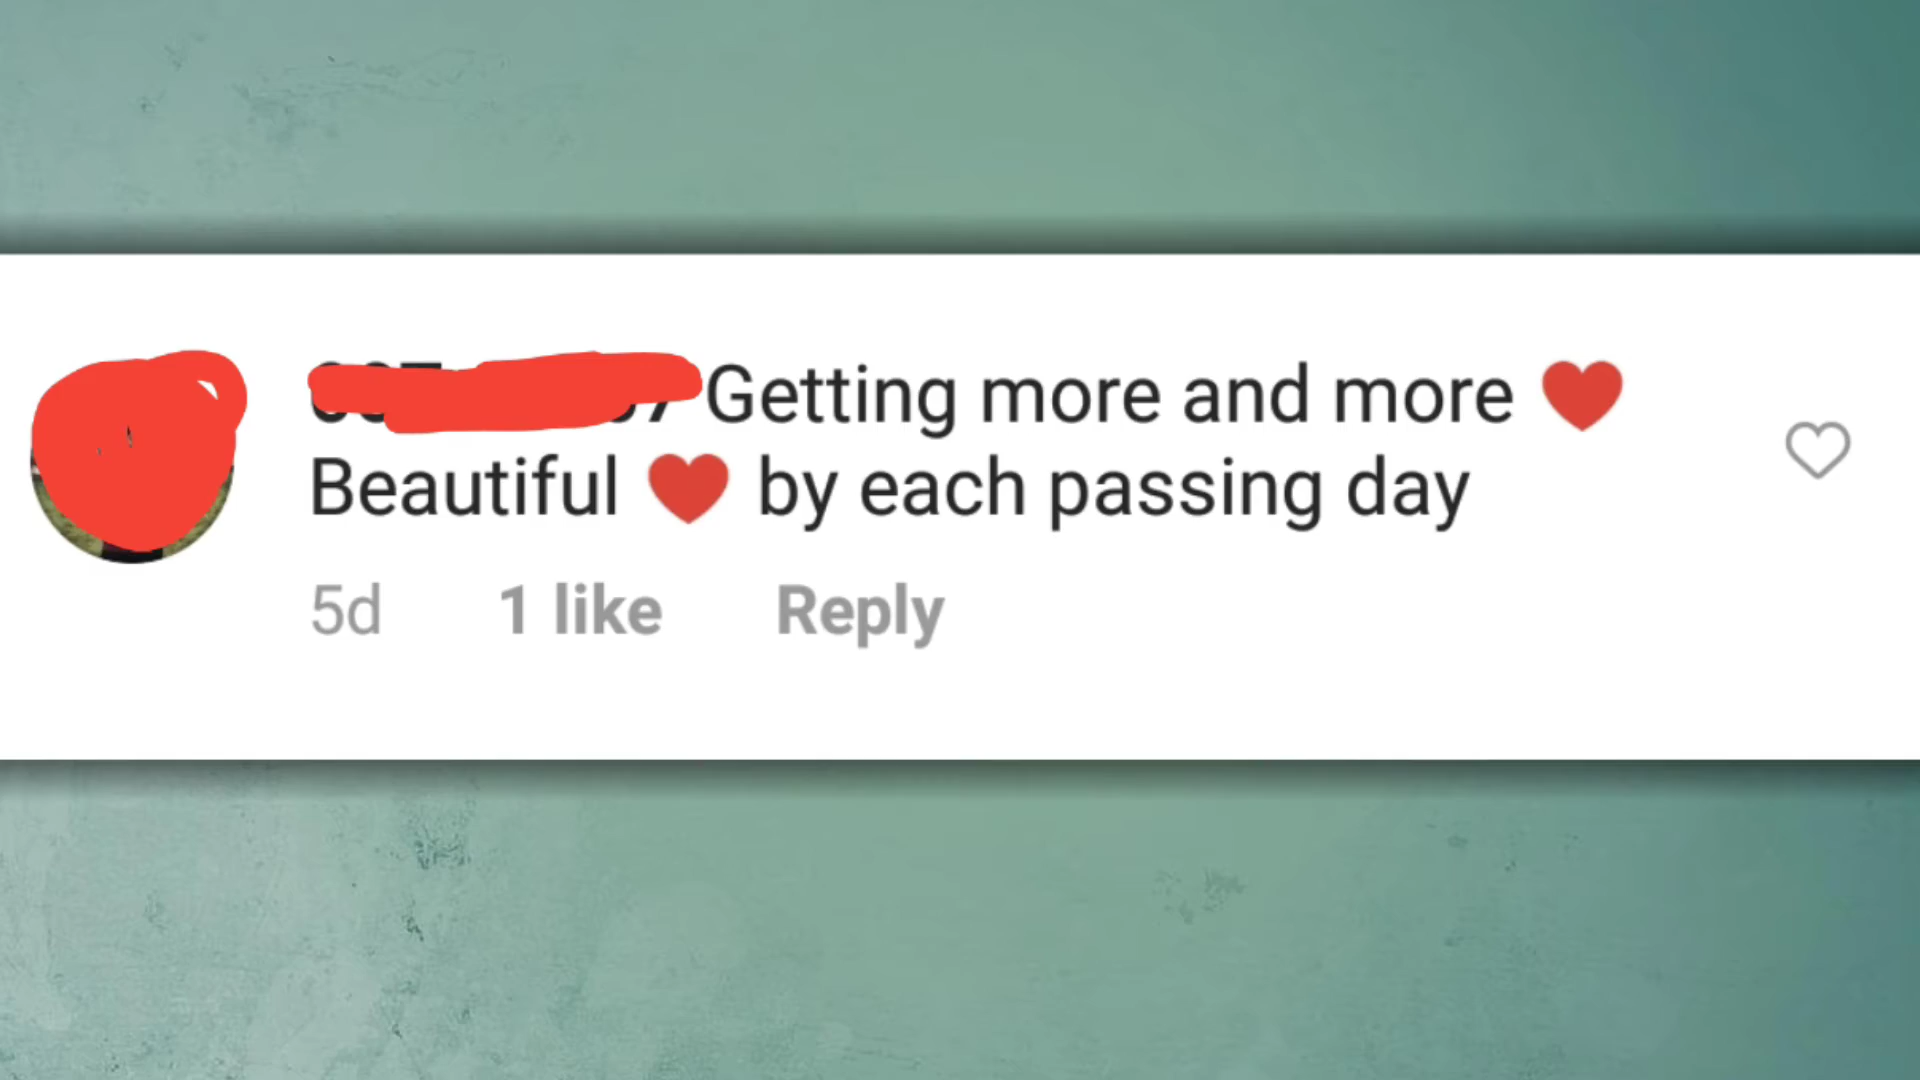 Getting more and more ❤️
Beautiful ❤️ by each passing day
5d 1 like Reply